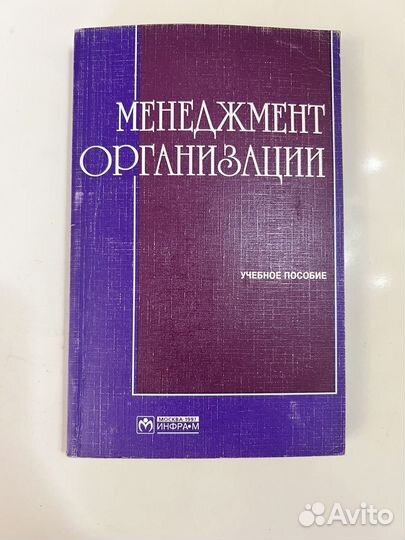 МЕНЕДЖМЕНТ
ОРГАНИЗАЦИИ
УЧЕБНОЕ ПОСОБИЕ
МОСКВА 1997
ИНФРА•М
Avito